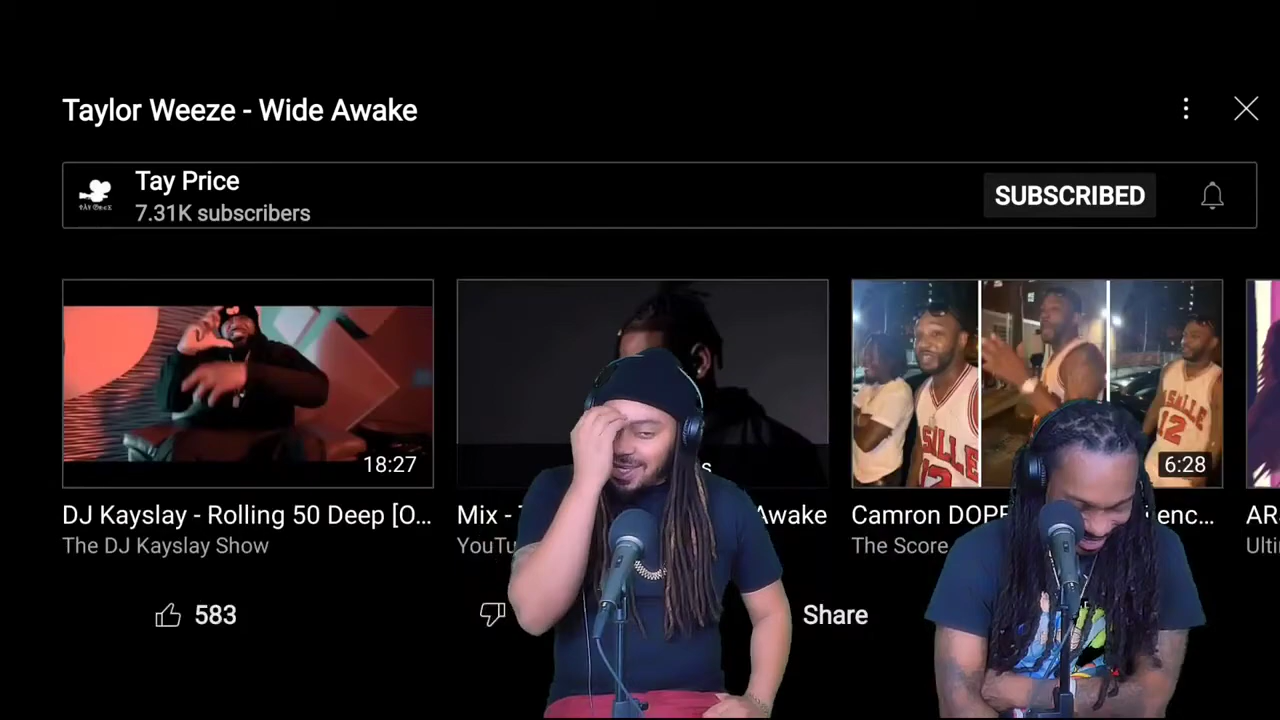 Taylor Weeze - Wide Awake
Tay Price
7.31K subscribers
SUBSCRIBED
18:27
s
6:28
DJ Kayslay - Rolling 50 Deep [O...
Mix - Awake
Camron DOPE enc...
AR
The DJ Kayslay Show
YouTu
The Score
Ulti
583
Share